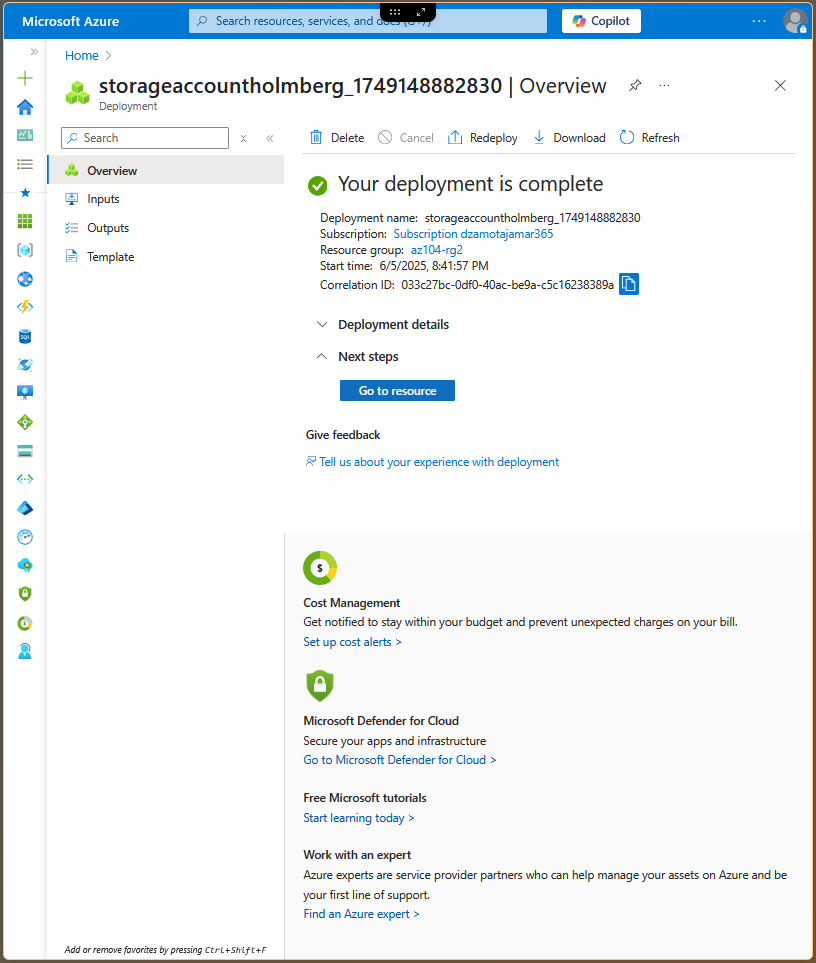 Microsoft Azure
Search resources, services, and docs (G+/)
Copilot
Home
storageaccountholmberg_1749148882830 | Overview
Deployment
Search
Delete
Cancel
Redeploy
Download
Refresh
Overview
Inputs
Outputs
Template
Your deployment is complete
Deployment name: storageaccountholmberg_1749148882830
Subscription: Subscription dzamotajamar365
Resource group: az104-rg2
Start time: 6/5/2025, 8:41:57 PM
Correlation ID: 033c27bc-0df0-40ac-be9a-c5c16238389a
Deployment details
Next steps
Go to resource
Give feedback
Tell us about your experience with deployment
$
Cost Management
Get notified to stay within your budget and prevent unexpected charges on your bill.
Set up cost alerts >
Microsoft Defender for Cloud
Secure your apps and infrastructure
Go to Microsoft Defender for Cloud >
Free Microsoft tutorials
Start learning today >
Work with an expert
Azure experts are service provider partners who can help manage your assets on Azure and be
your first line of support.
Find an Azure expert >
SQL
Add or remove favorites by pressing Ctrl+Shift+F